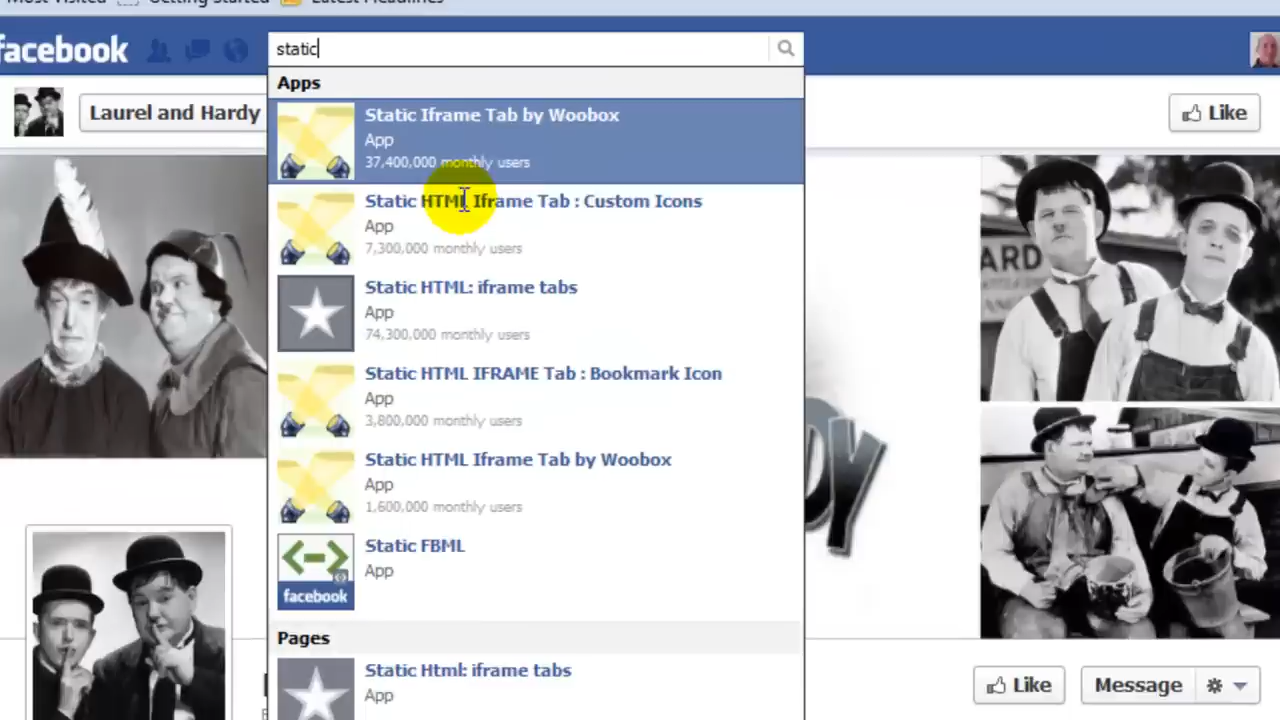 Most Visited Getting Started Latest Headlines
facebook
static
Apps
Laurel and Hardy
Like
Static Iframe Tab by Woobox
App
37,400,000 monthly users
Static HTML Iframe Tab : Custom Icons
App
7,300,000 monthly users
ARD
Static HTML: iframe tabs
App
74,300,000 monthly users
Static HTML IFRAME Tab : Bookmark Icon
App
3,800,000 monthly users
DY
Static HTML Iframe Tab by Woobox
App
1,600,000 monthly users
Static FBML
App
facebook
Pages
Static Html: iframe tabs
App
Like
Message